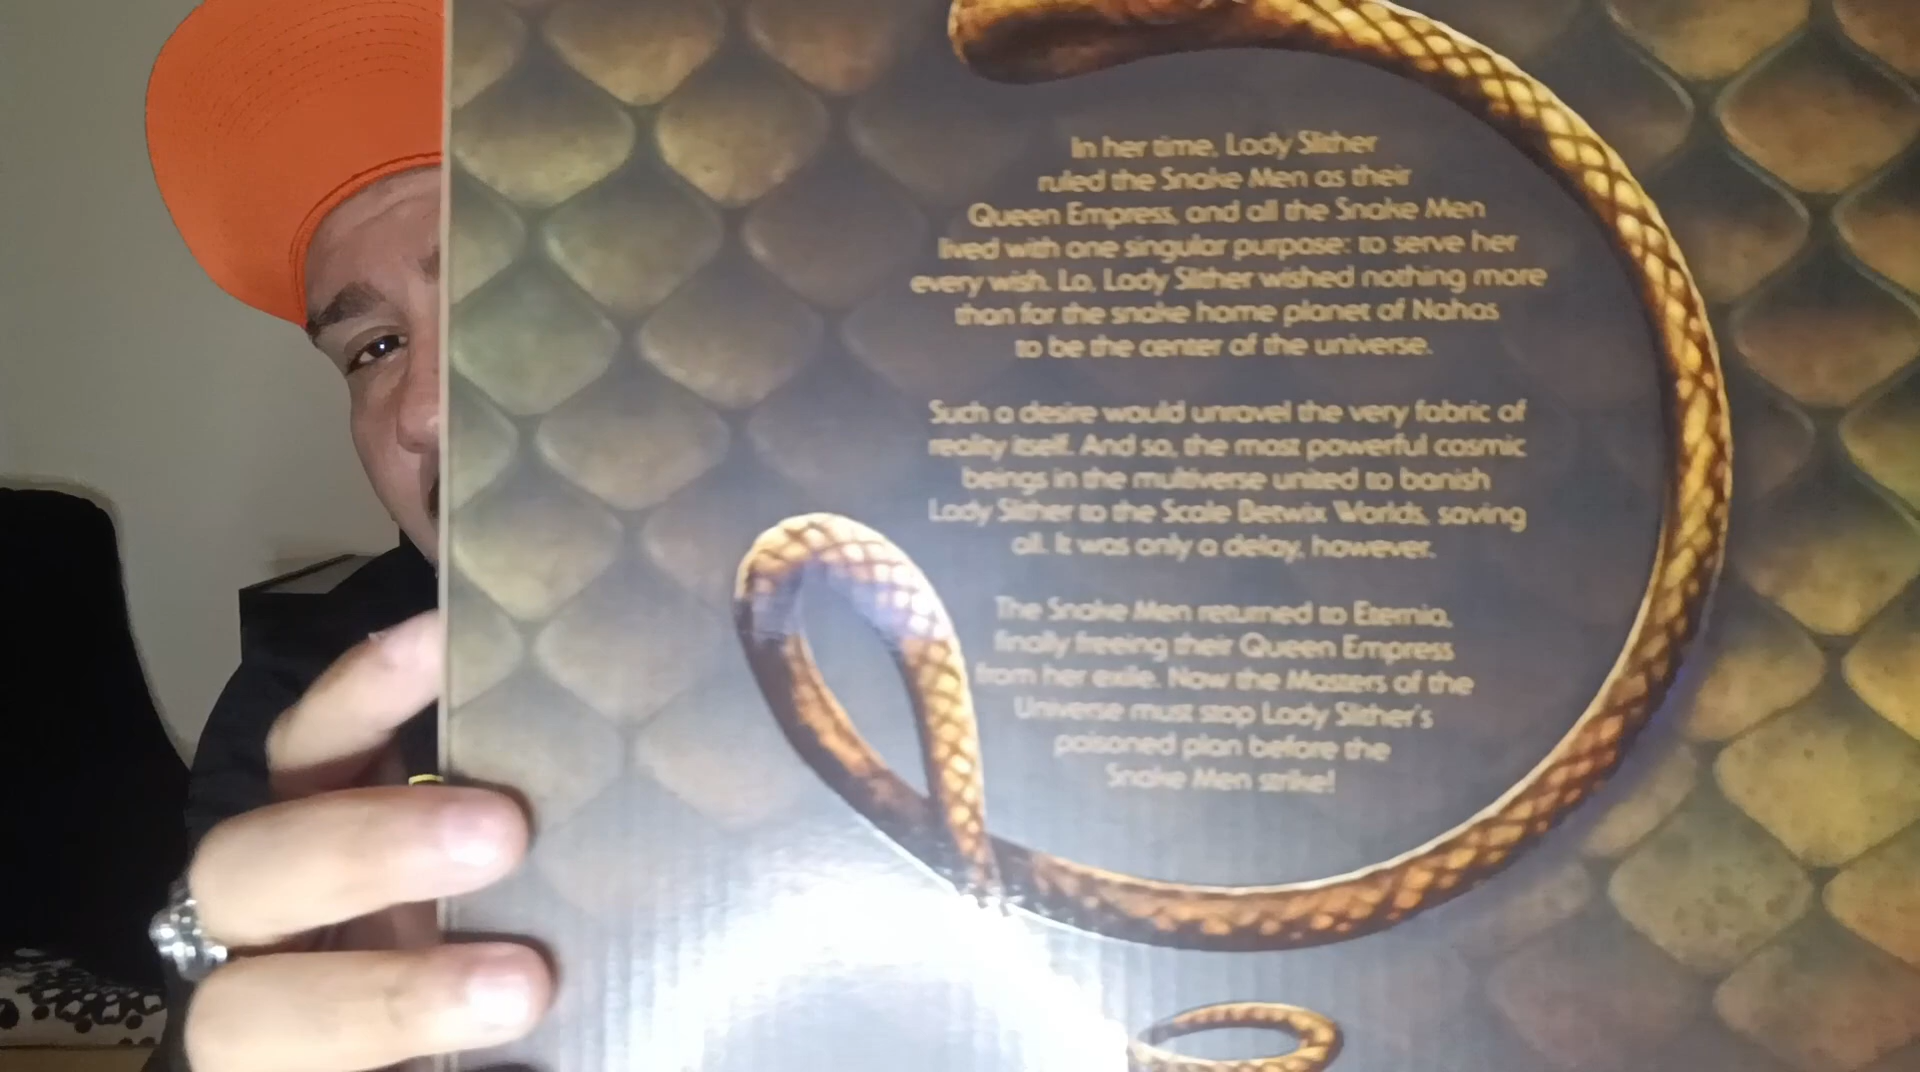 In her time, Lady Slither
ruled the Snake Men as their
Queen Empress, and all the Snake Men
lived with one singular purpose: to serve her
every wish. Lo, Lady Slither wished nothing more
than for the snake home planet of Nahas
to be the center of the universe.
Such a desire would unravel the very fabric of
reality itself. And so, the most powerful cosmic
beings in the multiverse united to banish
Lady Slither to the Scale Betwix Worlds, saving
all. It was only a delay, however.
The Snake Men returned to Eternia,
finally freeing their Queen Empress
from her exile. Now the Masters of the
Universe must stop Lady Slither's
poisoned plan before the
Snake Men strike!